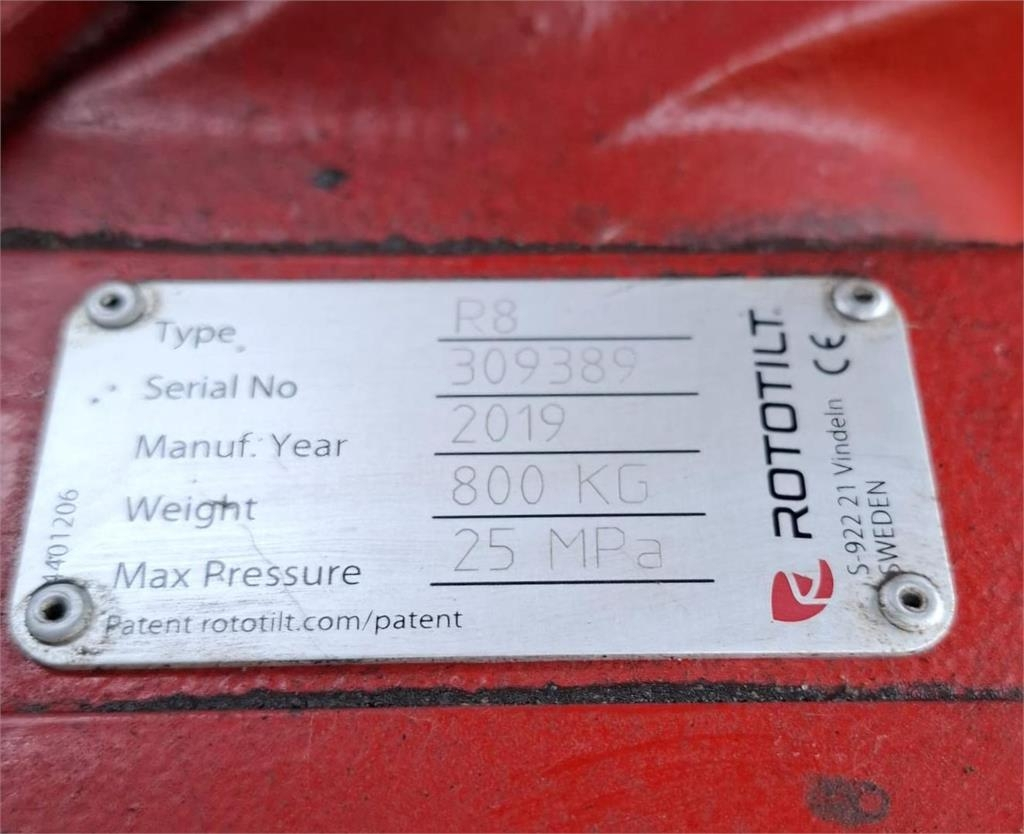 Type R8
Serial No 309389
Manuf. Year 2019
Weight 800 KG
Max Pressure 25 MPa
Patent rototilt.com/patent
4401206
ROTOTILT®
S-922 21 Vindeln CE
SWEDEN